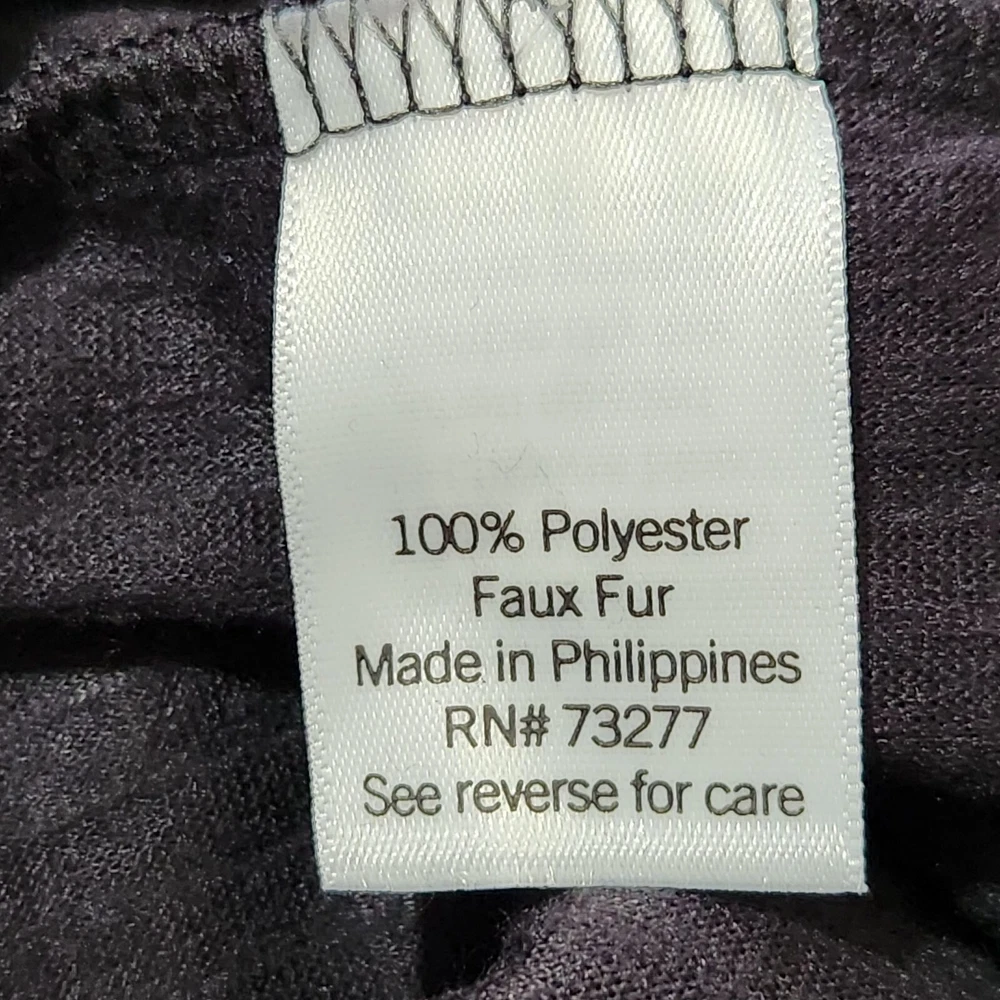 100% Polyester
Faux Fur
Made in Philippines
RN# 73277
See reverse for care